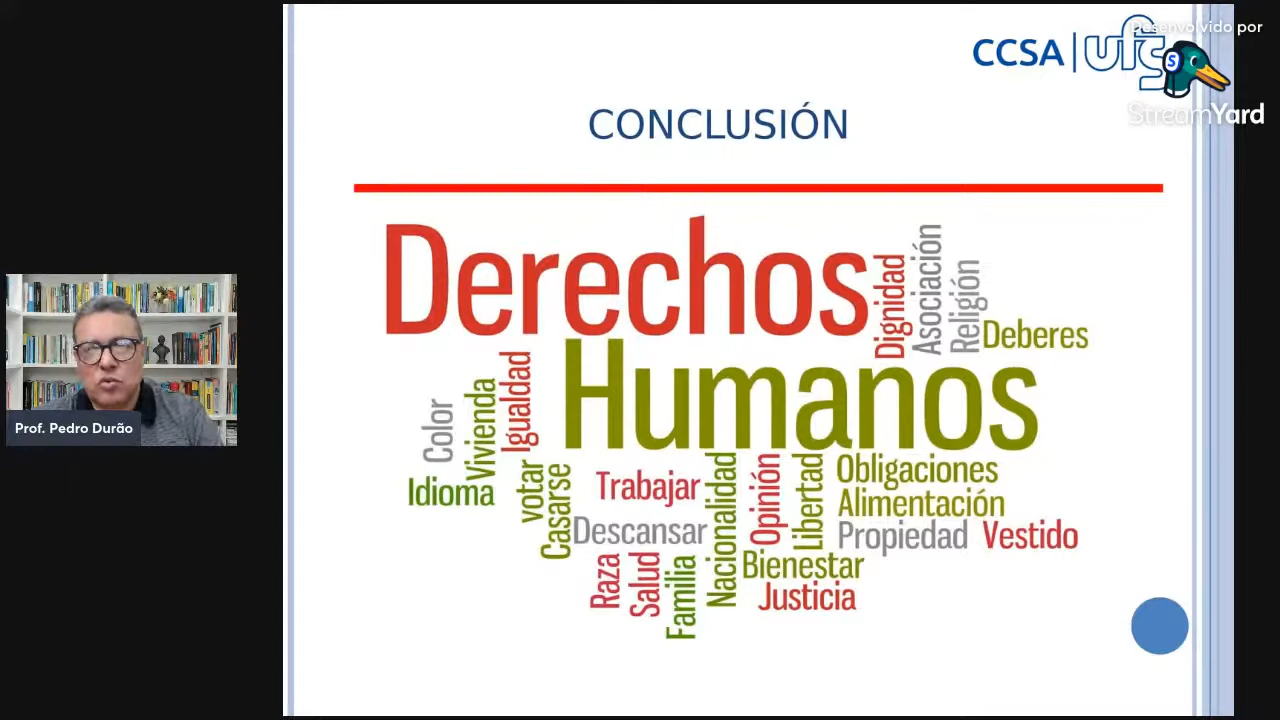 Desenvolvido por
CCSA
ufs
StreamYard
CONCLUSIÓN
Derechos
Dignidad
Asociación
Religión
Deberes
Humanos
Color
Vivienda
Igualdad
Idioma
votar
Casarse
Trabajar
Descansar
Nacionalidad
Opinión
Libertad
Obligaciones
Alimentación
Propiedad
Vestido
Raza
Salud
Familia
Bienestar
Justicia
Prof. Pedro Durão
S